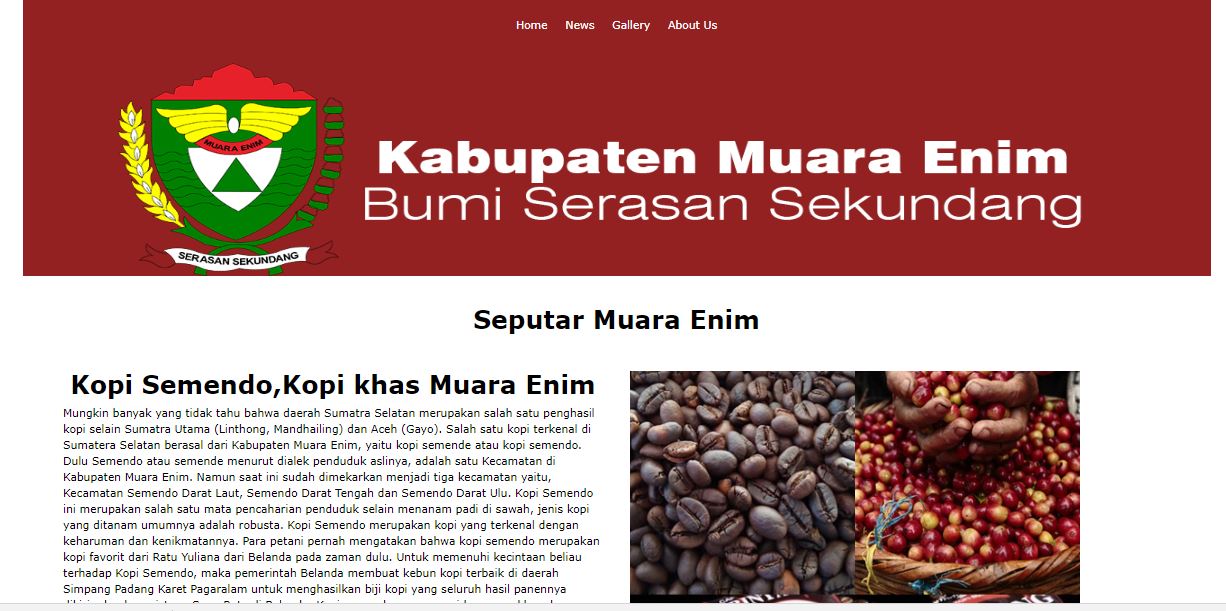 Home News Gallery About Us
MUARA ENIM
Kabupaten Muara Enim
Bumi Serasan Sekundang
SERASAN SEKUNDANG
Seputar Muara Enim
Kopi Semendo,Kopi khas Muara Enim
Mungkin banyak yang tidak tahu bahwa daerah Sumatra Selatan merupakan salah satu penghasil
kopi selain Sumatra Utama (Linthong, Mandhailing) dan Aceh (Gayo). Salah satu kopi terkenal di
Sumatera Selatan berasal dari Kabupaten Muara Enim, yaitu kopi semende atau kopi semendo.
Dulu Semendo atau semende menurut dialek penduduk aslinya, adalah satu Kecamatan di
Kabupaten Muara Enim. Namun saat ini sudah dimekarkan menjadi tiga kecamatan yaitu,
Kecamatan Semendo Darat Laut, Semendo Darat Tengah dan Semendo Darat Ulu. Kopi Semendo
ini merupakan salah satu mata pencaharian penduduk selain menanam padi di sawah, jenis kopi
yang ditanam umumnya adalah robusta. Kopi Semendo merupakan kopi yang terkenal dengan
keharuman dan kenikmatannya. Para petani pernah mengatakan bahwa kopi semendo merupakan
kopi favorit dari Ratu Yuliana dari Belanda pada zaman dulu. Untuk memenuhi kecintaan beliau
terhadap Kopi Semendo, maka pemerintah Belanda membuat kebun kopi terbaik di daerah
Simpang Padang Karet Pagaralam untuk menghasilkan biji kopi yang seluruh hasil panennya